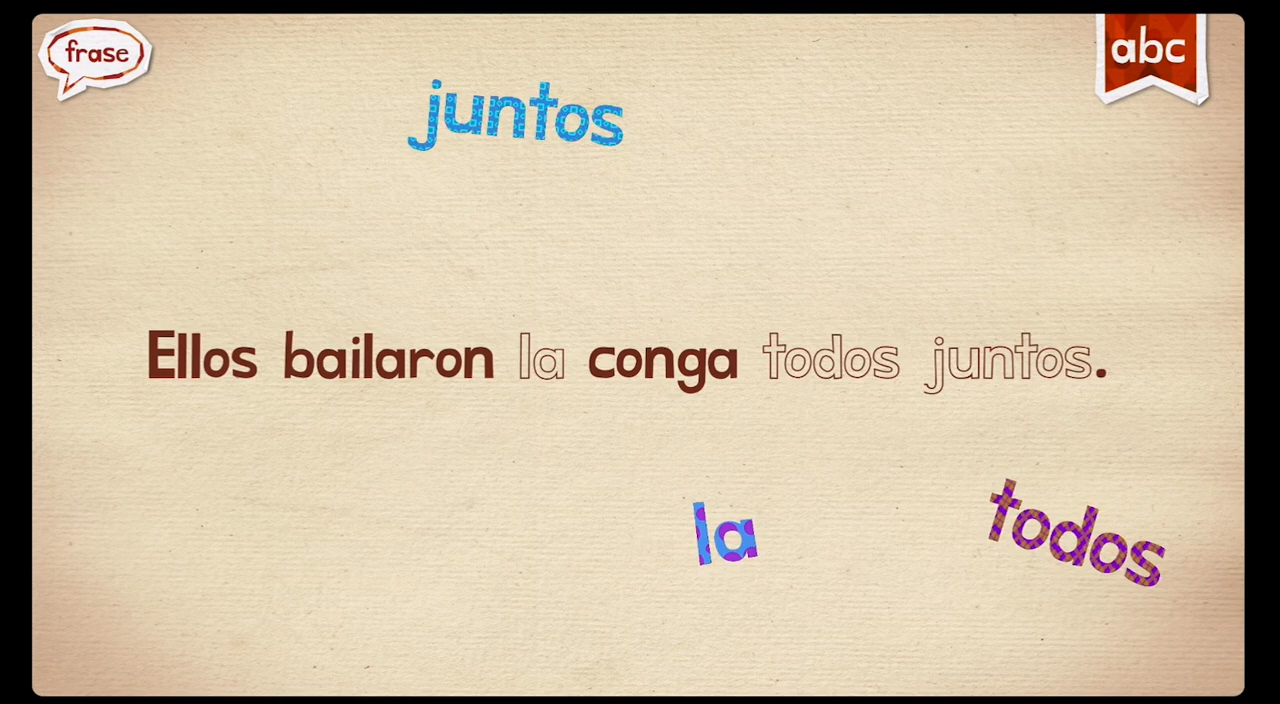 frase
abc
juntos
Ellos bailaron la conga todos juntos.
la
todos